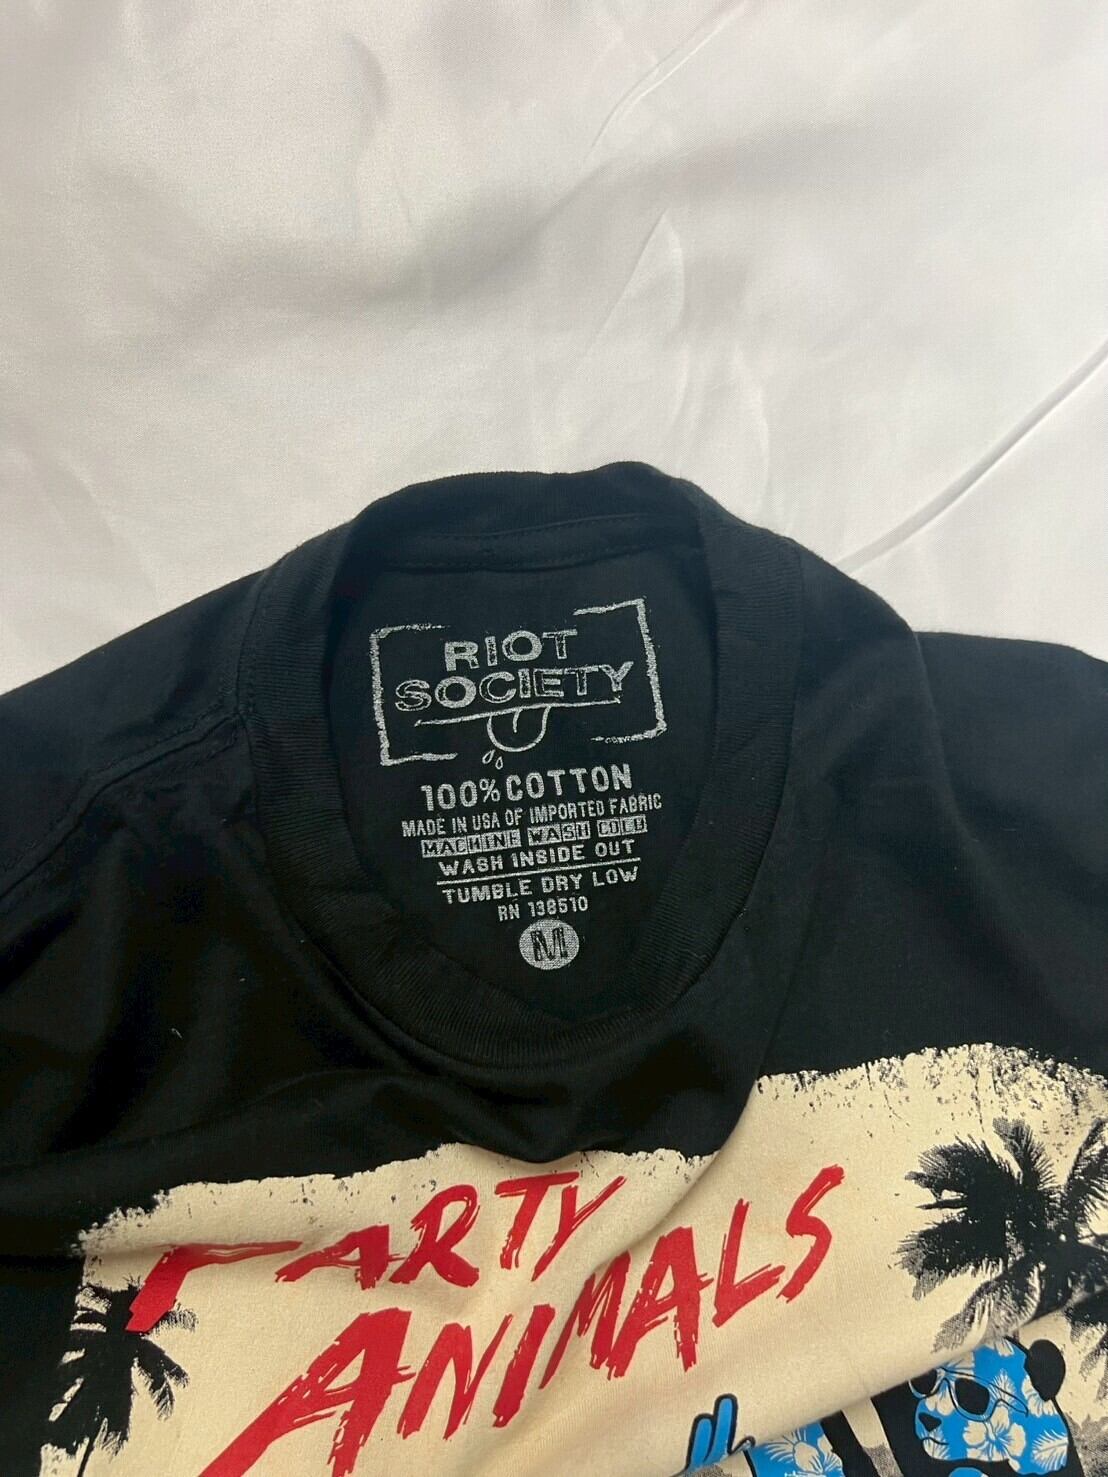 RIOT
SOCIETY
100% COTTON
MADE IN USA OF IMPORTED FABRIC
MACHINE WASH COLD
WASH INSIDE OUT
TUMBLE DRY LOW
RN 138510
M
PARTY
ANIMALS